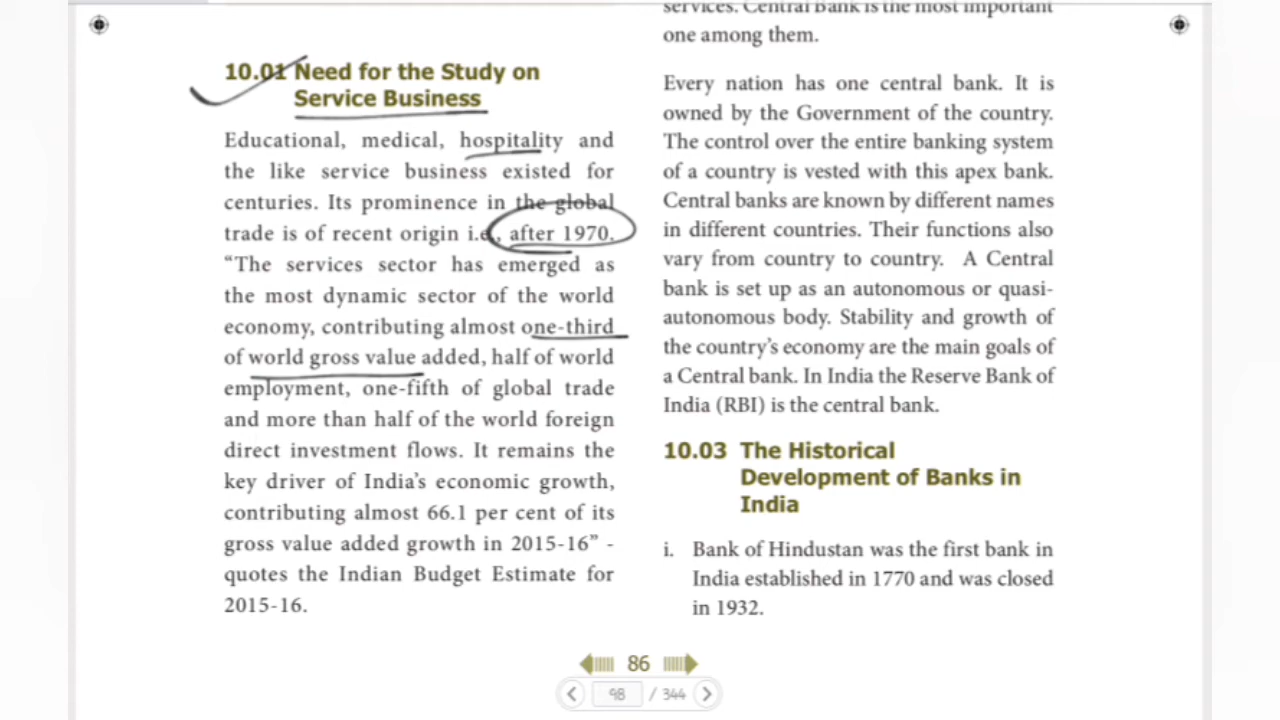 10.01 Need for the Study on
Service Business
Educational, medical, hospitality and
the like service business existed for
centuries. Its prominence in the global
trade is of recent origin i.e., after 1970.
“The services sector has emerged as
the most dynamic sector of the world
economy, contributing almost one-third
of world gross value added, half of world
employment, one-fifth of global trade
and more than half of the world foreign
direct investment flows. It remains the
key driver of India’s economic growth,
contributing almost 66.1 per cent of its
gross value added growth in 2015-16” -
quotes the Indian Budget Estimate for
2015-16.
services. Central Bank is the most important
one among them.
Every nation has one central bank. It is
owned by the Government of the country.
The control over the entire banking system
of a country is vested with this apex bank.
Central banks are known by different names
in different countries. Their functions also
vary from country to country. A Central
bank is set up as an autonomous or quasi-
autonomous body. Stability and growth of
the country’s economy are the main goals of
a Central bank. In India the Reserve Bank of
India (RBI) is the central bank.
10.03 The Historical
Development of Banks in
India
i. Bank of Hindustan was the first bank in
India established in 1770 and was closed
in 1932.
86
98 / 344